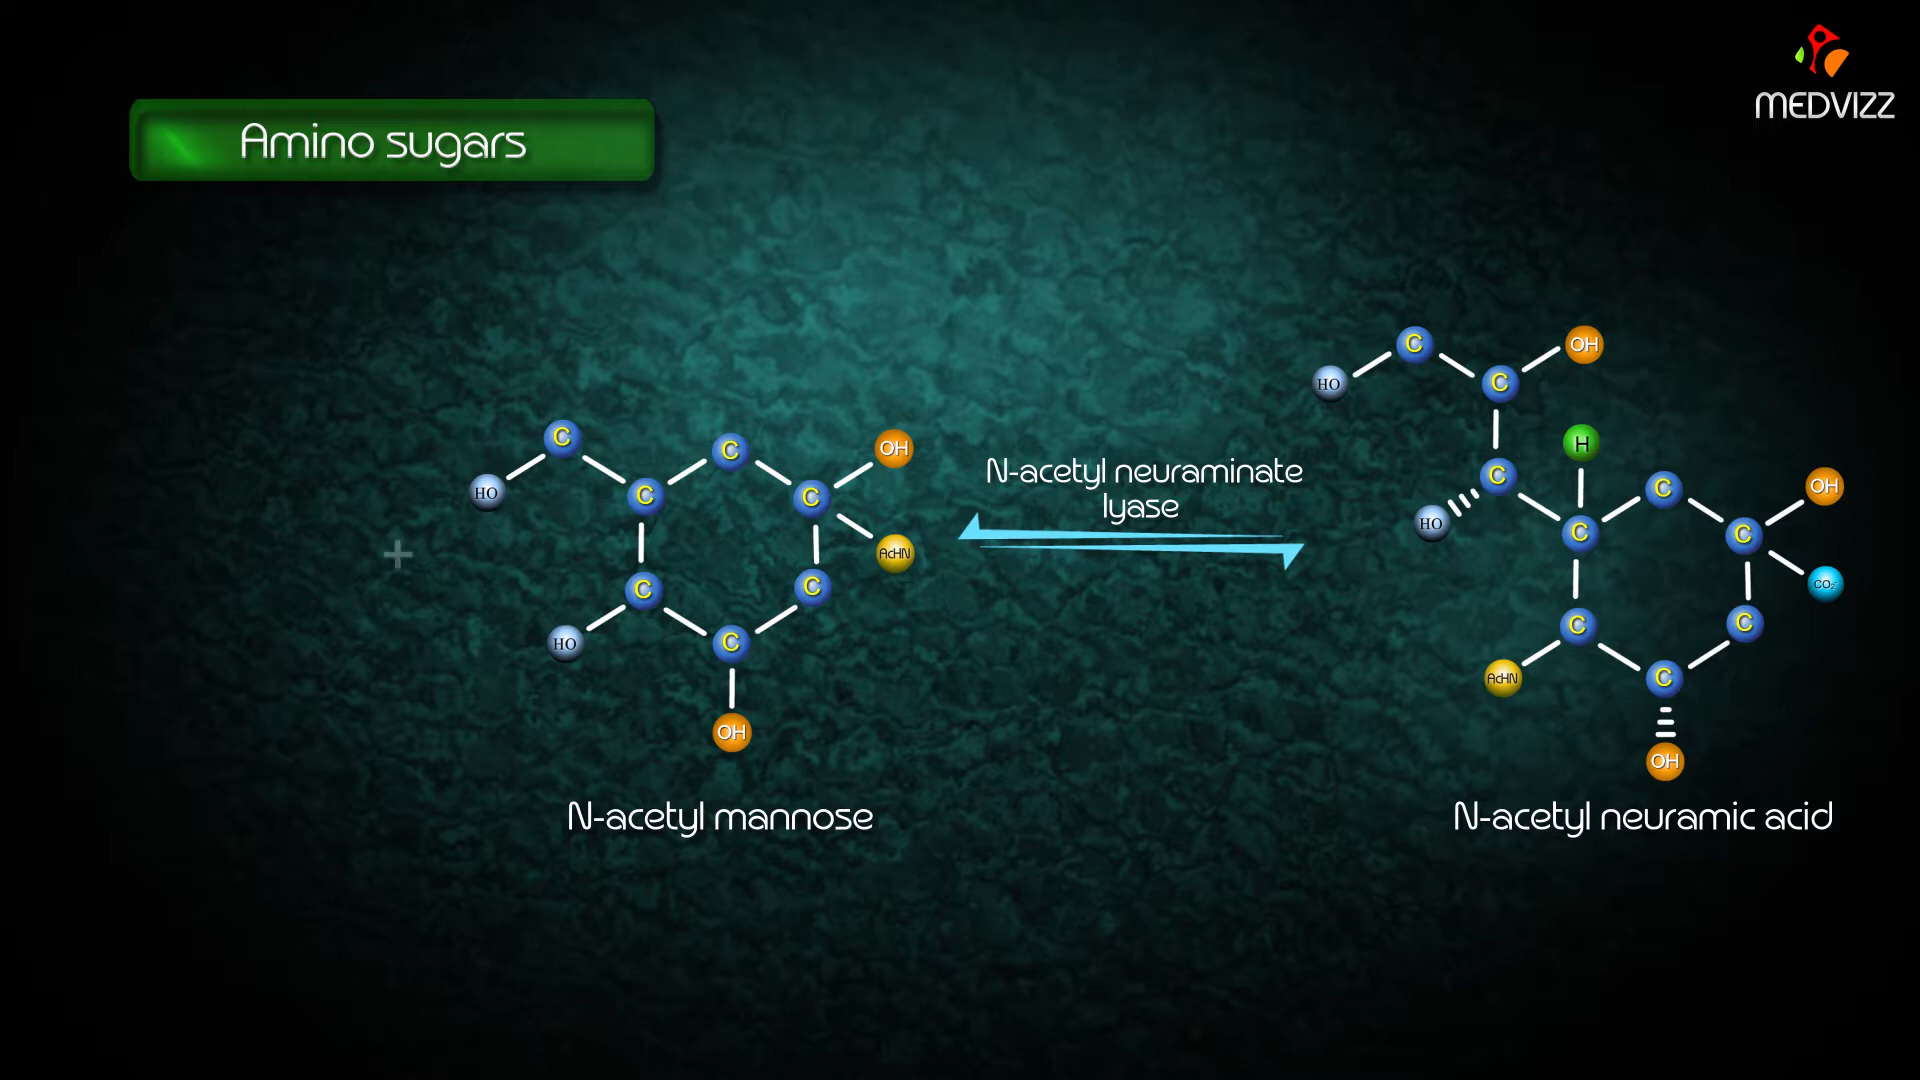 MEDVIZZ
Amino sugars
HO
C
C
C
C
OH
AcHN
C
C
C
HO
OH
N-acetyl mannose
N-acetyl neuraminate
lyase
HO
C
C
OH
C
HO
H
C
C
C
OH
CO₂⁻
C
C
C
AcHN
OH
N-acetyl neuramic acid